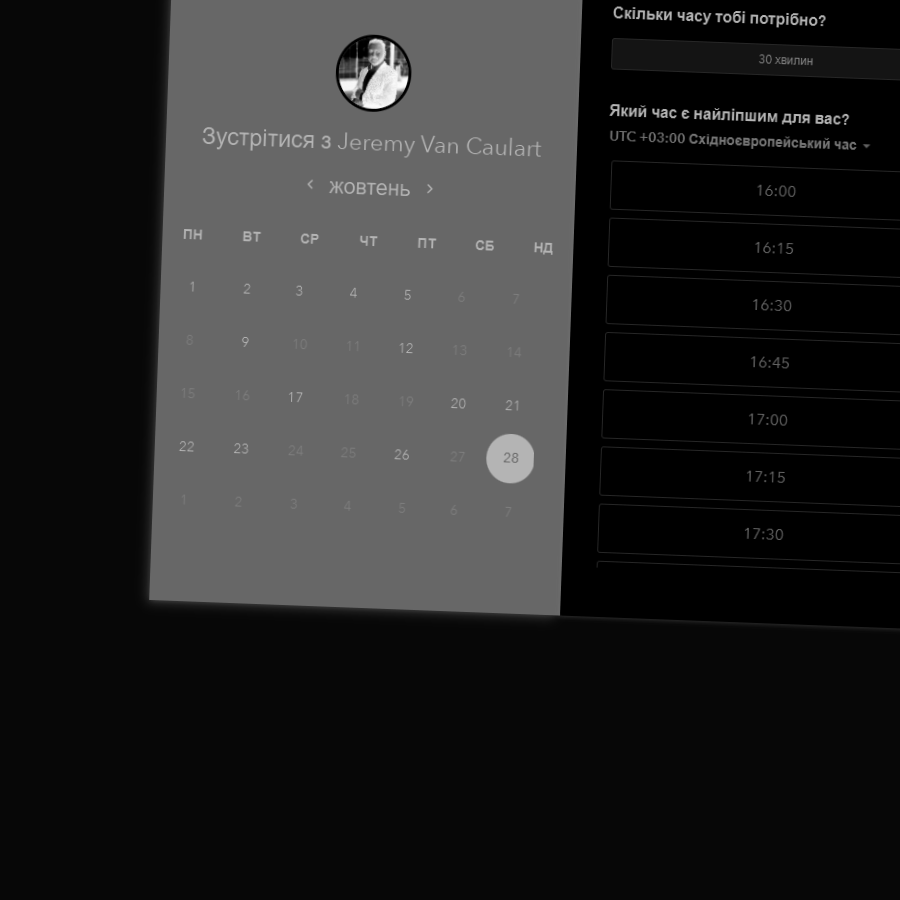 Зустрітися з Jeremy Van Caulart
‹ жовтень ›
ПН ВТ СР ЧТ ПТ СБ НД
1 2 3 4 5 6 7
8 9 10 11 12 13 14
15 16 17 18 19 20 21
22 23 24 25 26 27 28
1 2 3 4 5 6 7
Скільки часу тобі потрібно?
30 хвилин
Який час є найліпшим для вас?
UTC +03:00 Східноєвропейський час
16:00
16:15
16:30
16:45
17:00
17:15
17:30